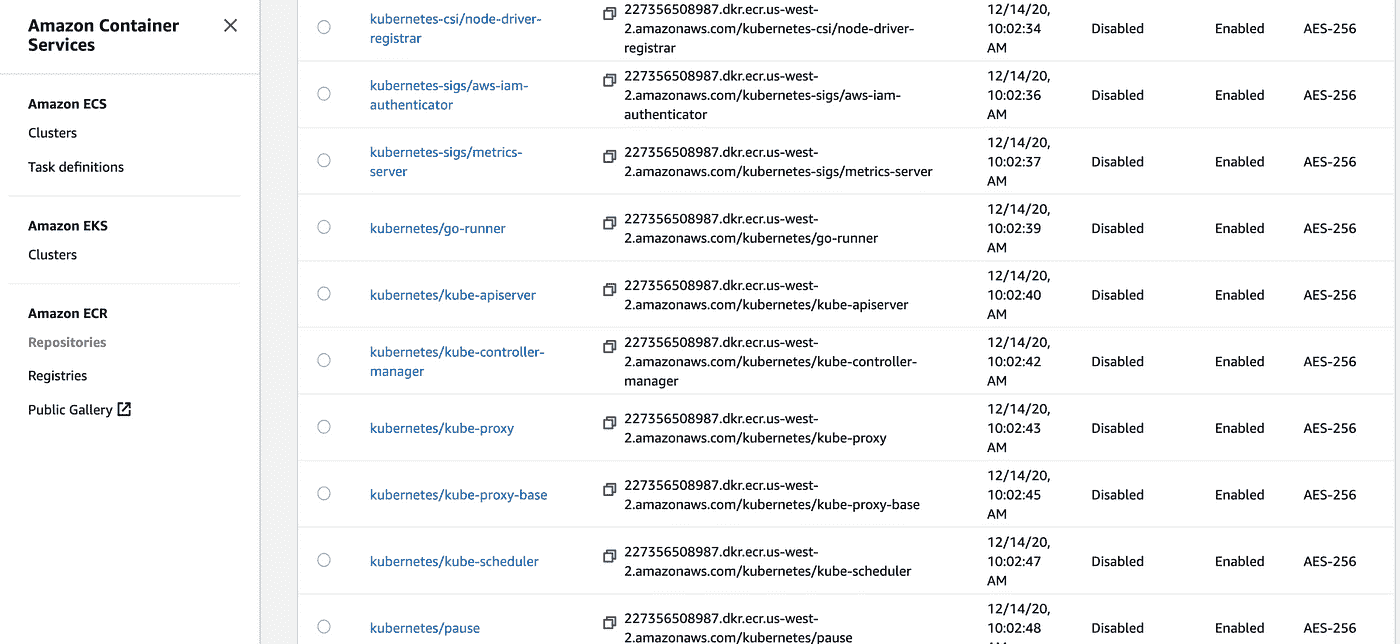 Amazon Container
Services
Amazon ECS
Clusters
Task definitions
Amazon EKS
Clusters
Amazon ECR
Repositories
Registries
Public Gallery
kubernetes-csi/node-driver-
registrar
227356508987.dkr.ecr.us-west-
2.amazonaws.com/kubernetes-csi/node-driver-
registrar
12/14/20,
10:02:34
AM
Disabled
Enabled
AES-256
kubernetes-sigs/aws-iam-
authenticator
227356508987.dkr.ecr.us-west-
2.amazonaws.com/kubernetes-sigs/aws-iam-
authenticator
12/14/20,
10:02:36
AM
Disabled
Enabled
AES-256
kubernetes-sigs/metrics-
server
227356508987.dkr.ecr.us-west-
2.amazonaws.com/kubernetes-sigs/metrics-server
12/14/20,
10:02:37
AM
Disabled
Enabled
AES-256
kubernetes/go-runner
227356508987.dkr.ecr.us-west-
2.amazonaws.com/kubernetes/go-runner
12/14/20,
10:02:39
AM
Disabled
Enabled
AES-256
kubernetes/kube-apiserver
227356508987.dkr.ecr.us-west-
2.amazonaws.com/kubernetes/kube-apiserver
12/14/20,
10:02:40
AM
Disabled
Enabled
AES-256
kubernetes/kube-controller-
manager
227356508987.dkr.ecr.us-west-
2.amazonaws.com/kubernetes/kube-controller-
manager
12/14/20,
10:02:42
AM
Disabled
Enabled
AES-256
kubernetes/kube-proxy
227356508987.dkr.ecr.us-west-
2.amazonaws.com/kubernetes/kube-proxy
12/14/20,
10:02:43
AM
Disabled
Enabled
AES-256
kubernetes/kube-proxy-base
227356508987.dkr.ecr.us-west-
2.amazonaws.com/kubernetes/kube-proxy-base
12/14/20,
10:02:45
AM
Disabled
Enabled
AES-256
kubernetes/kube-scheduler
227356508987.dkr.ecr.us-west-
2.amazonaws.com/kubernetes/kube-scheduler
12/14/20,
10:02:47
AM
Disabled
Enabled
AES-256
kubernetes/pause
227356508987.dkr.ecr.us-west-
2.amazonaws.com/kubernetes/pause
12/14/20,
10:02:48
Disabled
Enabled
AES-256